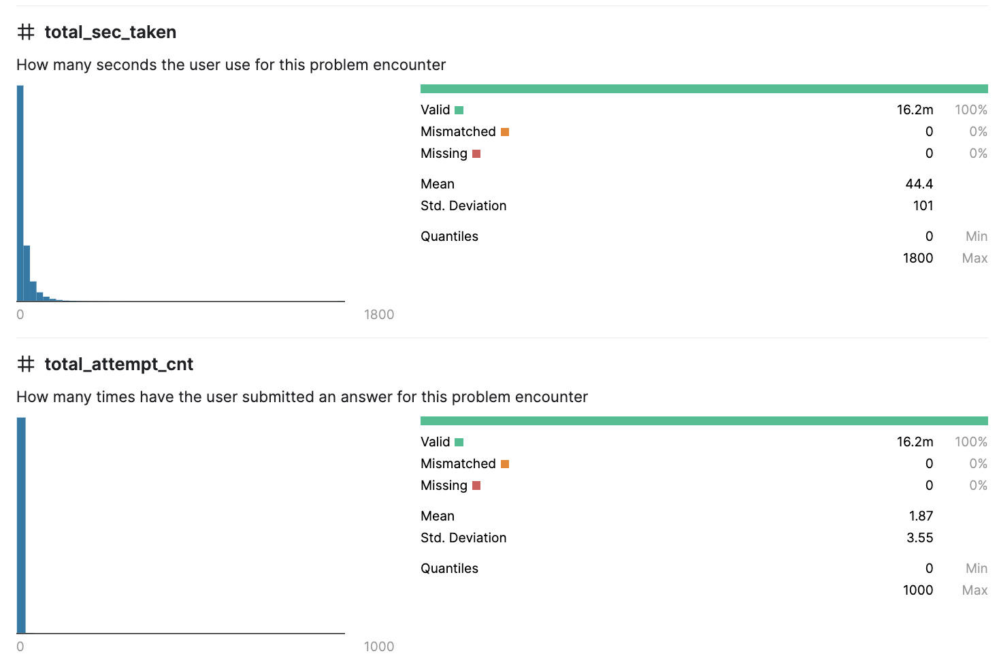 total_sec_taken
How many seconds the user use for this problem encounter
Valid 16.2m 100%
Mismatched 0 0%
Missing 0 0%
Mean 44.4
Std. Deviation 101
Quantiles 0 Min
1800 Max
0 1800
total_attempt_cnt
How many times have the user submitted an answer for this problem encounter
Valid 16.2m 100%
Mismatched 0 0%
Missing 0 0%
Mean 1.87
Std. Deviation 3.55
Quantiles 0 Min
1000 Max
0 1000